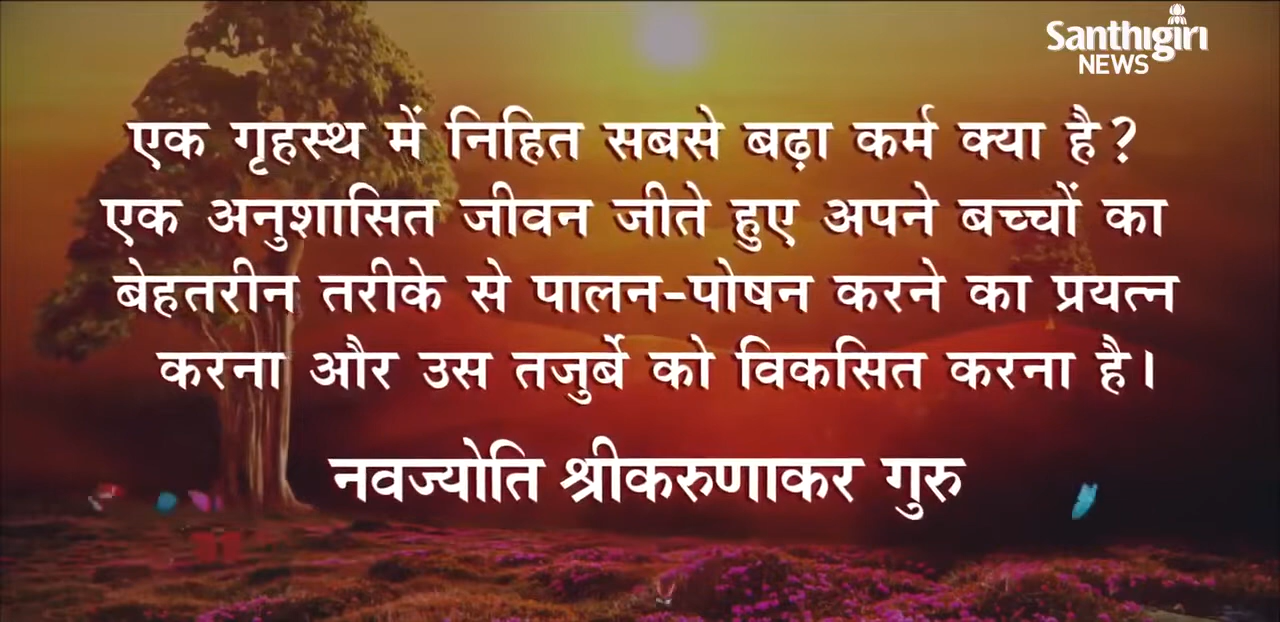 Santhigiri
NEWS
एक गृहस्थ में निहित सबसे बढ़ा कर्म क्या है?
एक अनुशासित जीवन जीते हुए अपने बच्चों का
बेहतरीन तरीके से पालन-पोषन करने का प्रयत्न
करना और उस तजुर्बे को विकसित करना है।
नवज्योति श्रीकरुणाकर गुरु